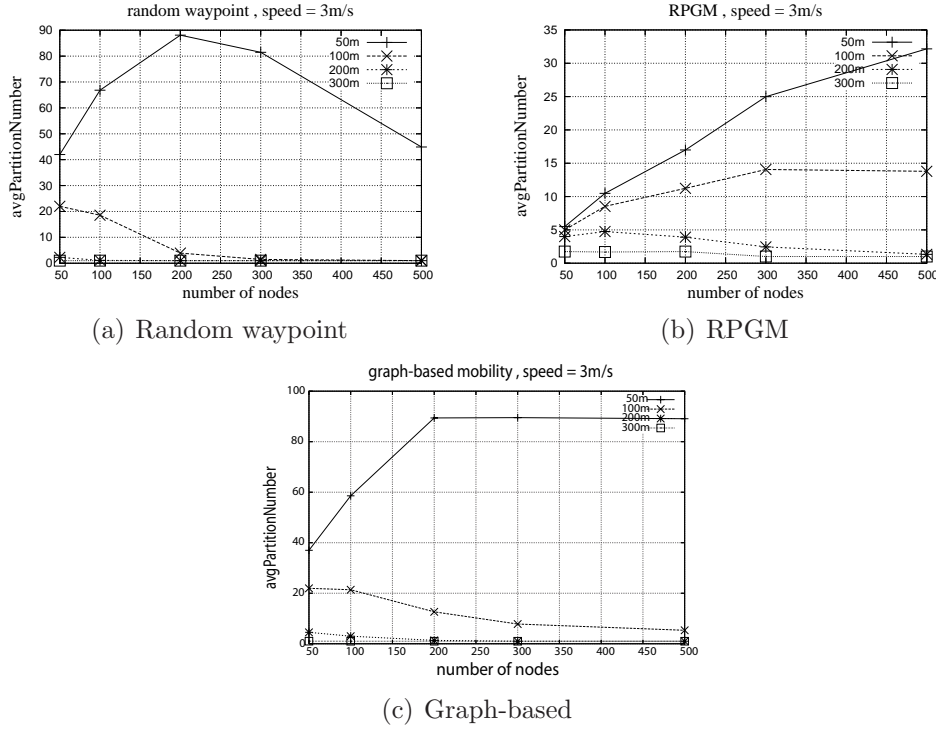 random waypoint , speed = 3m/s
90
80
70
60
50
40
30
20
10
0
avgPartitionNumber
50m
100m
200m
300m
50 100 150 200 250 300 350 400 450 500
number of nodes
(a) Random waypoint
RPGM , speed = 3m/s
35
30
25
20
15
10
5
0
avgPartitionNumber
50m
100m
200m
300m
50 100 150 200 250 300 350 400 450 500
number of nodes
(b) RPGM
graph-based mobility , speed = 3m/s
100
80
60
40
20
0
avgPartitionNumber
50m
100m
200m
300m
50 100 150 200 250 300 350 400 450 500
number of nodes
(c) Graph-based